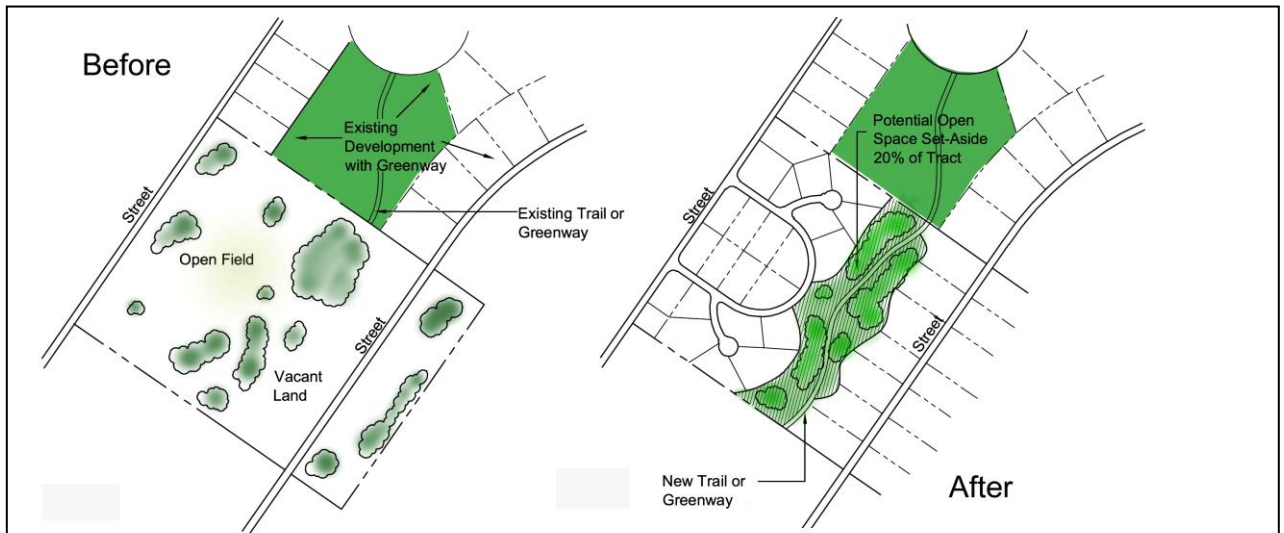 Before
Existing
Development
with Greenway
Street
Existing Trail or
Greenway
Open Field
Street
Vacant
Land
Potential Open
Space Set-Aside
20% of Tract
Street
Street
New Trail or
Greenway
After